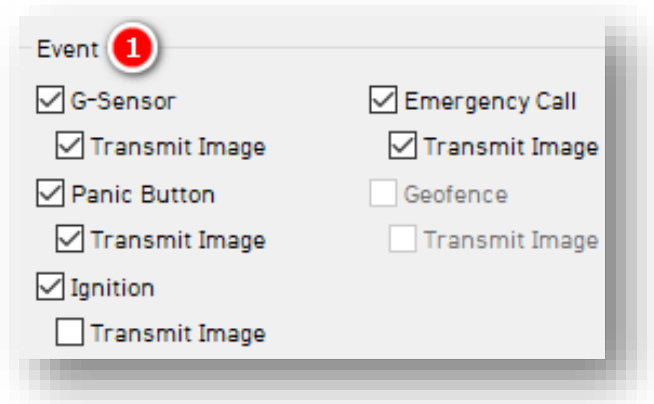 Event 1
G-Sensor
Transmit Image
Panic Button
Transmit Image
Ignition
Transmit Image
Emergency Call
Transmit Image
Geofence
Transmit Image